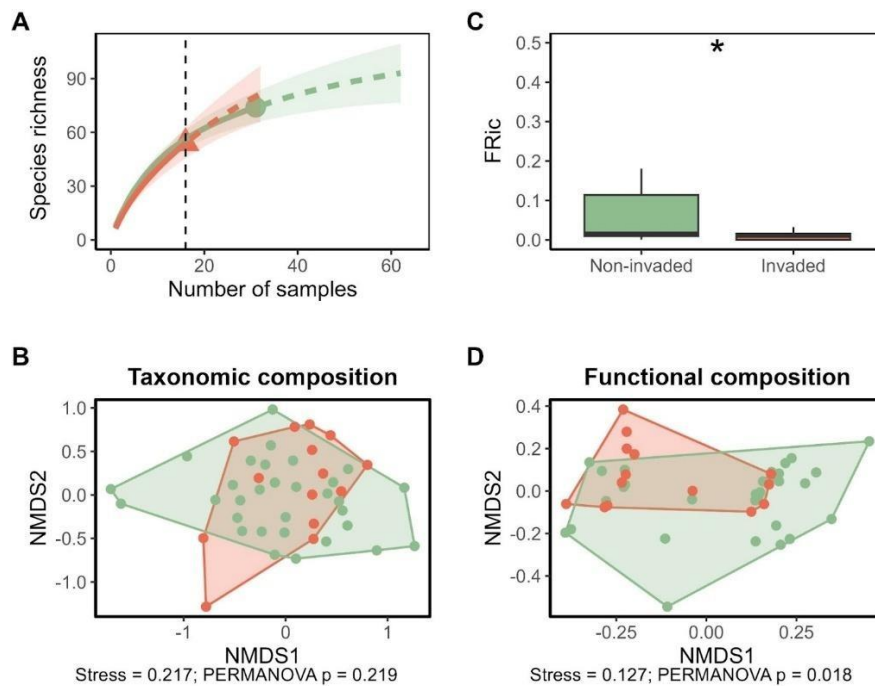 A
Species richness
90
60
30
0
0
20
40
60
Number of samples
C
*
FRic
0.5
0.4
0.3
0.2
0.1
0.0
Non-invaded
Invaded
B
Taxonomic composition
NMDS2
1.0
0.5
0.0
-0.5
-1.0
-1
0
1
NMDS1
Stress = 0.217; PERMANOVA p = 0.219
D
Functional composition
NMDS2
0.4
0.2
0.0
-0.2
-0.4
-0.25
0.00
0.25
NMDS1
Stress = 0.127; PERMANOVA p = 0.018